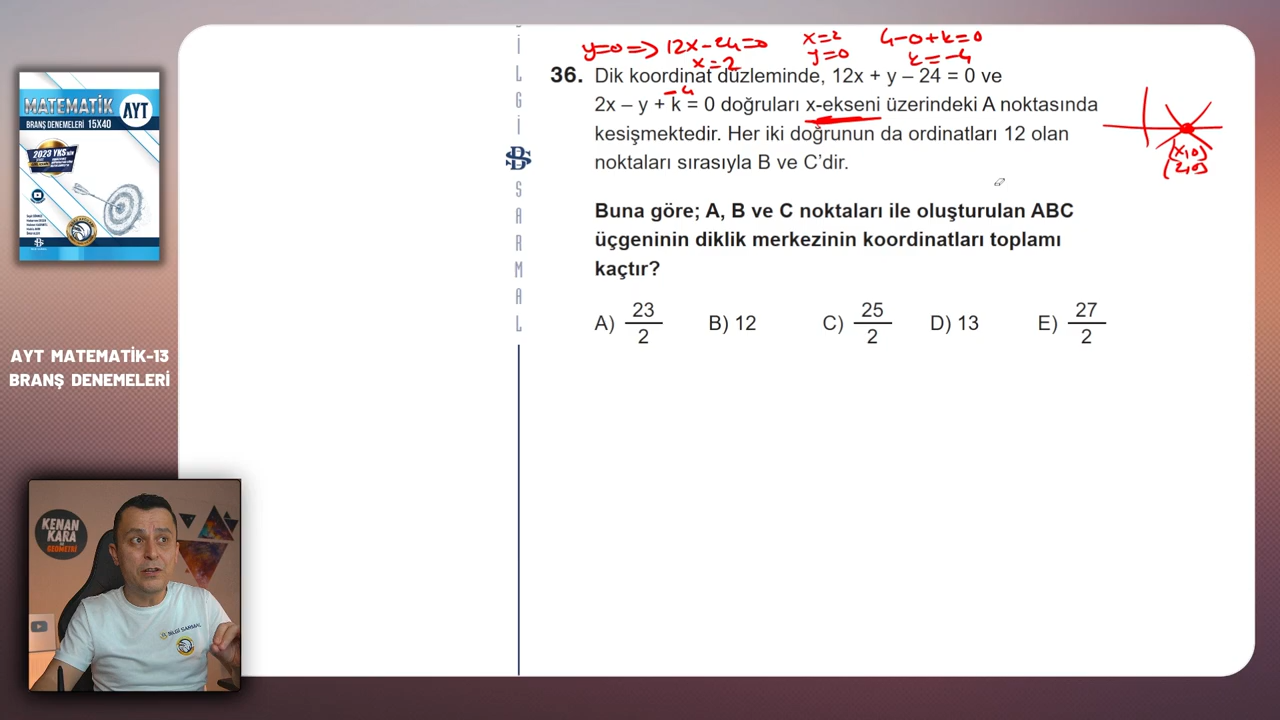 MATEMATİK AYT
BRANŞ DENEMELERİ 15X40
2023 YKS'NİN
AYT MATEMATİK-13
BRANŞ DENEMELERİ
KENAN
KARA
GEOMETRİ
BİLGİ SARMAL
İ
L
G
İ
S
A
R
M
A
L
y=0 => 12x-24=0
x=2
x=2
y=0
4-0+k=0
k=-4
36. Dik koordinat düzleminde, 12x + y – 24 = 0 ve
-4
2x – y + k = 0 doğruları x-ekseni üzerindeki A noktasında
kesişmektedir. Her iki doğrunun da ordinatları 12 olan
noktaları sırasıyla B ve C'dir.
(x,0)
(2,0)
Buna göre; A, B ve C noktaları ile oluşturulan ABC
üçgeninin diklik merkezinin koordinatları toplamı
kaçtır?
A) 23/2 B) 12 C) 25/2 D) 13 E) 27/2